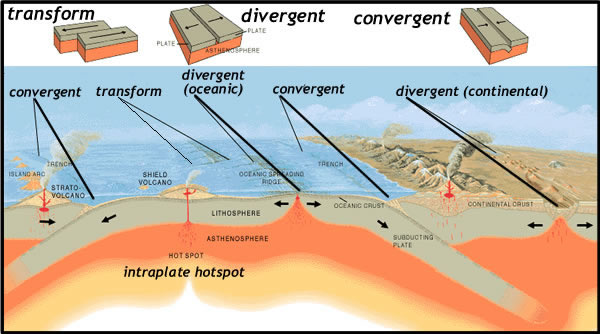 transform
divergent
convergent
PLATE
PLATE
ASTHENOSPHERE
convergent
transform
divergent
(oceanic)
convergent
divergent (continental)
TRENCH
ISLAND ARC
STRATO-
VOLCANO
SHIELD
VOLCANO
OCEANIC SPREADING
RIDGE
TRENCH
LITHOSPHERE
OCEANIC CRUST
CONTINENTAL CRUST
ASTHENOSPHERE
SUBDUCTING
PLATE
HOT SPOT
intraplate hotspot